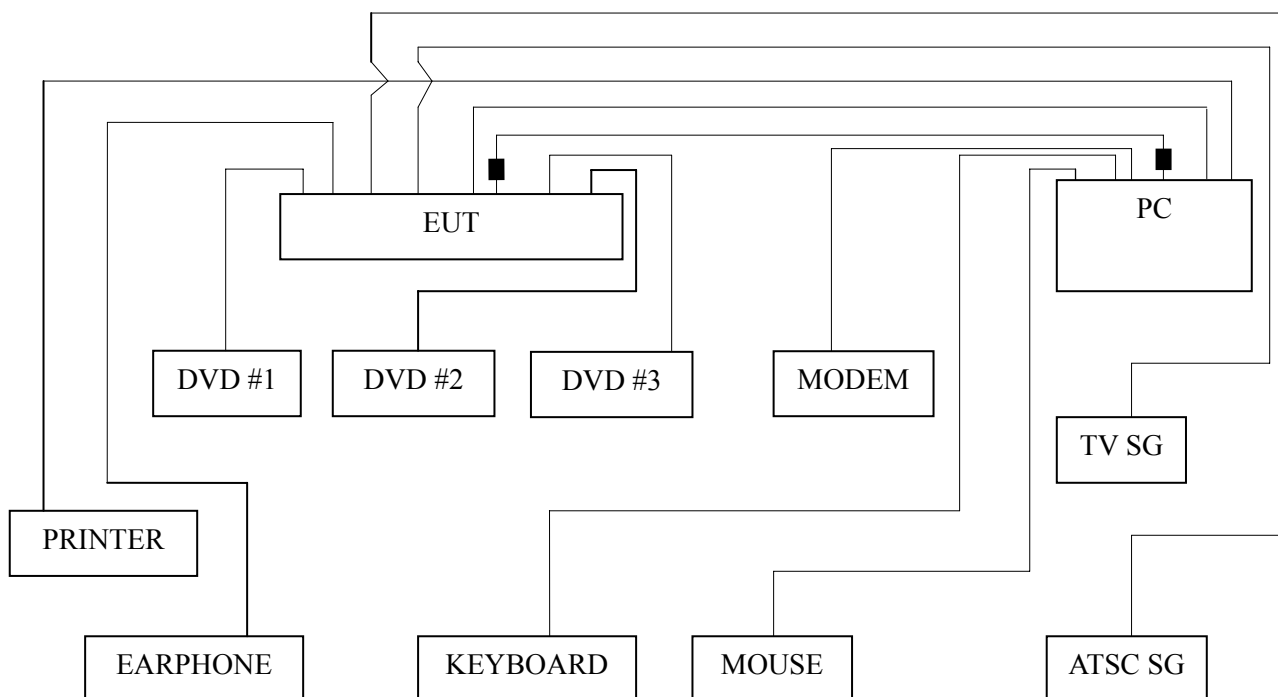 EUT
PC
DVD #1
DVD #2
DVD #3
MODEM
TV SG
PRINTER
EARPHONE
KEYBOARD
MOUSE
ATSC SG